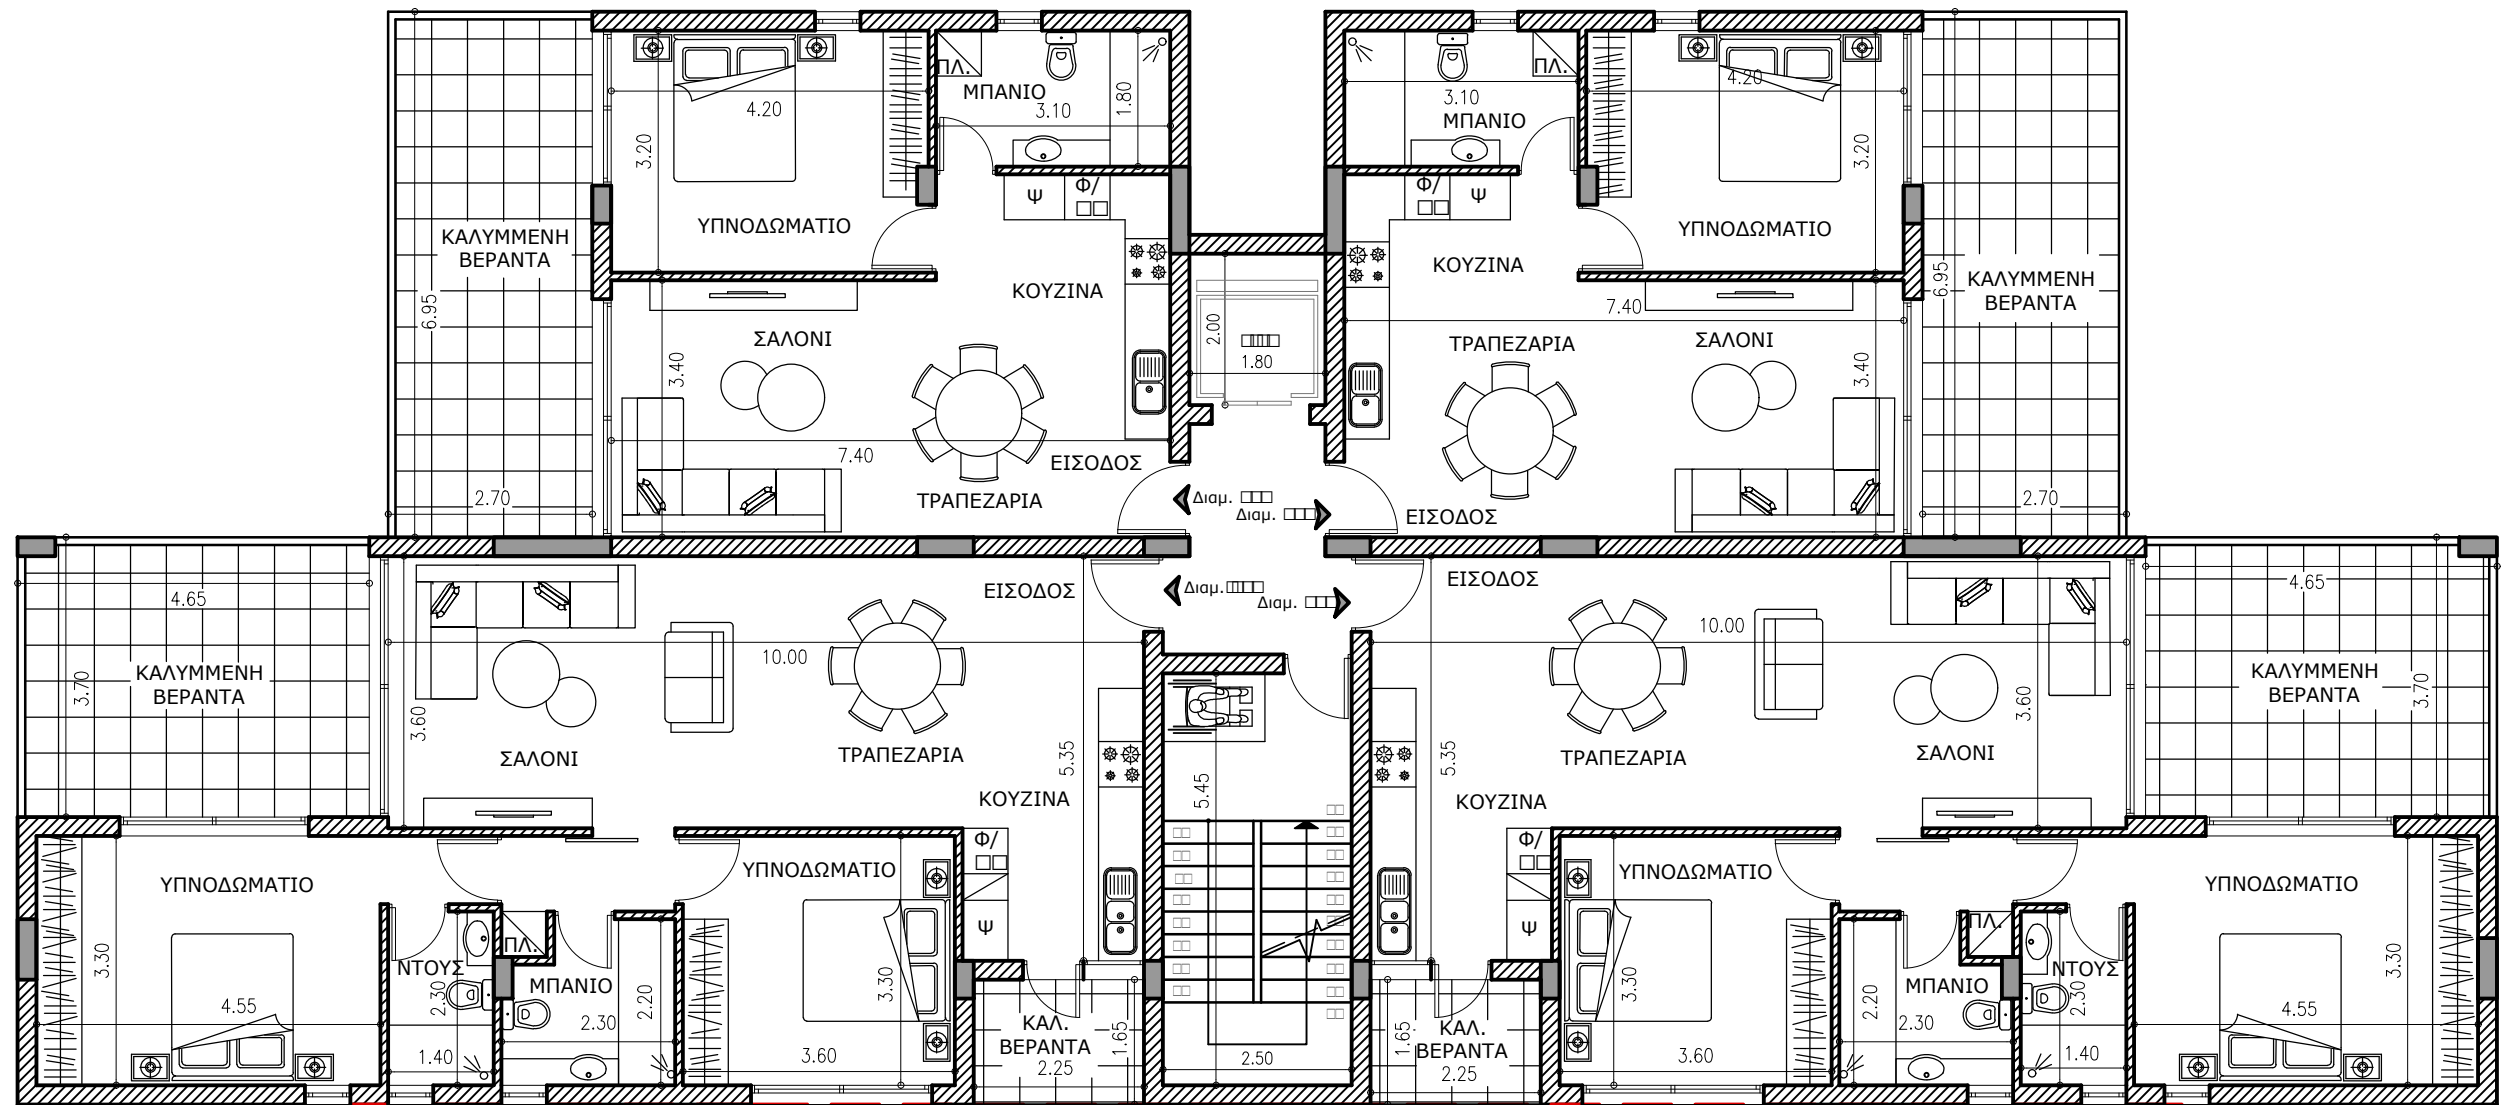 ΠΛ.
ΜΠΑΝΙΟ
3.10
1.80
4.20
3.20
ΥΠΝΟΔΩΜΑΤΙΟ
Ψ
Φ/
ΚΑΛΥΜΜΕΝΗ
ΒΕΡΑΝΤΑ
6.95
ΚΟΥΖΙΝΑ
ΣΑΛΟΝΙ
3.40
7.40
ΕΙΣΟΔΟΣ
ΤΡΑΠΕΖΑΡΙΑ
2.70
2.00
1.80
Διαμ.
Διαμ.
3.10
ΜΠΑΝΙΟ
ΠΛ.
4.20
3.20
Φ/
Ψ
ΥΠΝΟΔΩΜΑΤΙΟ
ΚΟΥΖΙΝΑ
7.40
6.95
ΚΑΛΥΜΜΕΝΗ
ΒΕΡΑΝΤΑ
ΤΡΑΠΕΖΑΡΙΑ
ΣΑΛΟΝΙ
3.40
ΕΙΣΟΔΟΣ
2.70
4.65
3.70
ΚΑΛΥΜΜΕΝΗ
ΒΕΡΑΝΤΑ
ΕΙΣΟΔΟΣ
10.00
3.60
ΣΑΛΟΝΙ
ΤΡΑΠΕΖΑΡΙΑ
5.35
ΚΟΥΖΙΝΑ
Φ/
Ψ
ΥΠΝΟΔΩΜΑΤΙΟ
3.30
4.55
ΝΤΟΥΣ
2.30
1.40
ΠΛ.
ΜΠΑΝΙΟ
2.30
2.20
ΥΠΝΟΔΩΜΑΤΙΟ
3.30
3.60
ΚΑΛ.
ΒΕΡΑΝΤΑ
2.25
1.65
Διαμ.
Διαμ.
5.45
2.50
ΕΙΣΟΔΟΣ
10.00
4.65
3.70
ΚΑΛΥΜΜΕΝΗ
ΒΕΡΑΝΤΑ
3.60
ΣΑΛΟΝΙ
ΤΡΑΠΕΖΑΡΙΑ
5.35
ΚΟΥΖΙΝΑ
Φ/
Ψ
1.65
ΚΑΛ.
ΒΕΡΑΝΤΑ
2.25
ΥΠΝΟΔΩΜΑΤΙΟ
3.30
3.60
ΠΛ.
ΜΠΑΝΙΟ
2.20
2.30
ΝΤΟΥΣ
2.30
1.40
ΥΠΝΟΔΩΜΑΤΙΟ
3.30
4.55